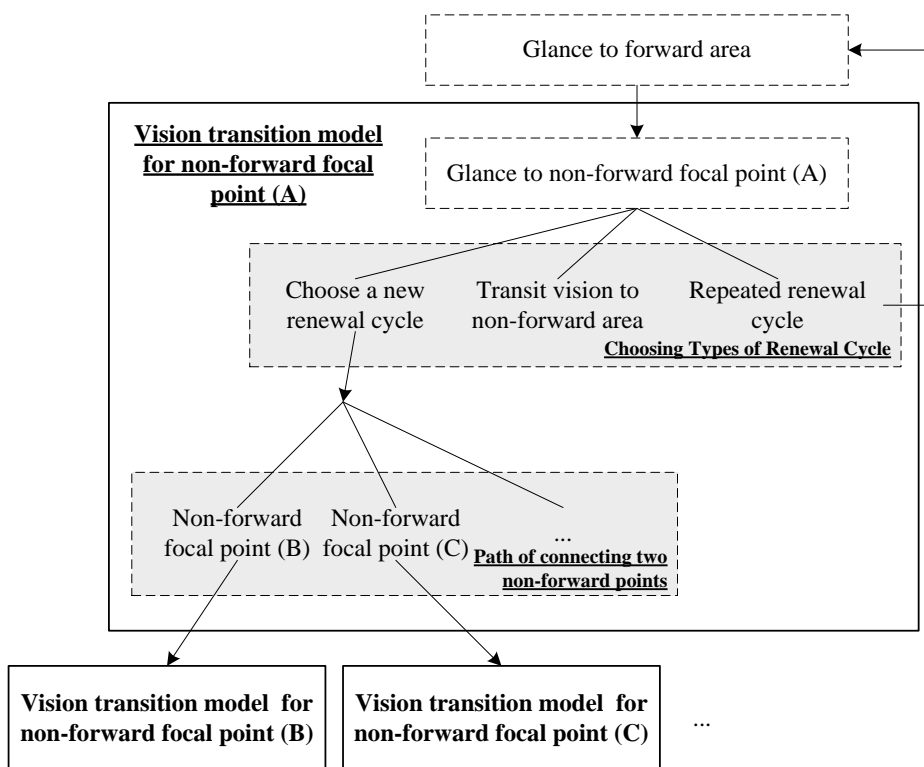 Glance to forward area
Vision transition model
for non-forward focal
point (A)
Glance to non-forward focal point (A)
Choose a new
renewal cycle
Transit vision to
non-forward area
Repeated renewal
cycle
Choosing Types of Renewal Cycle
Non-forward
focal point (B)
Non-forward
focal point (C)
...
Path of connecting two
non-forward points
Vision transition model for
non-forward focal point (B)
Vision transition model for
non-forward focal point (C)
...